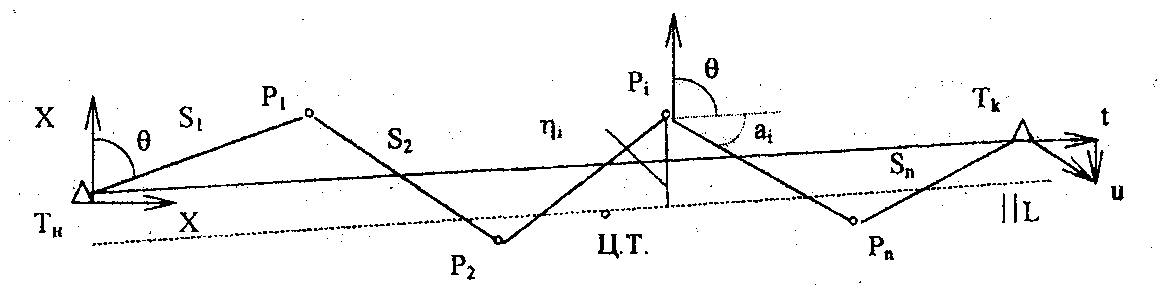 X
S₁
P₁
θ
S₂
Pᵢ
θ
ηᵢ
aᵢ
Tₖ
t
Sₙ
u
Tн
X
P₂
Ц.Т.
Pₙ
||L